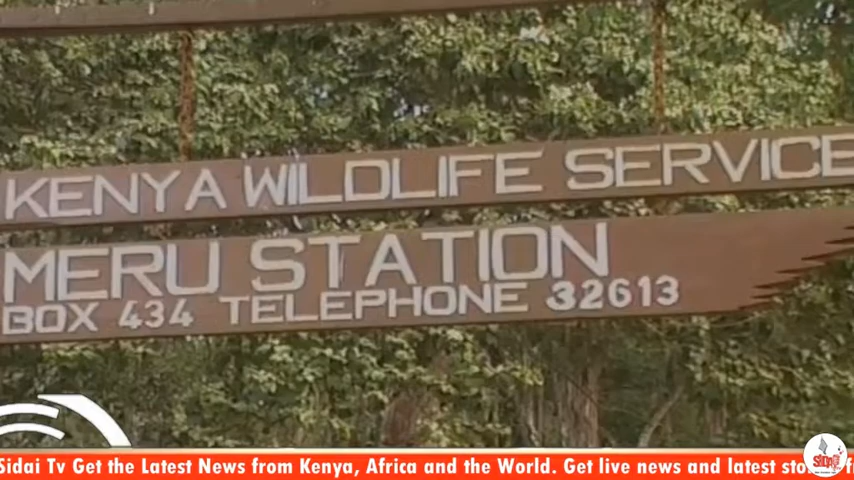 KENYA WILDLIFE SERVICE
MERU STATION
BOX 434 TELEPHONE 32613
Sidai Tv Get the Latest News from Kenya, Africa and the World. Get live news and latest